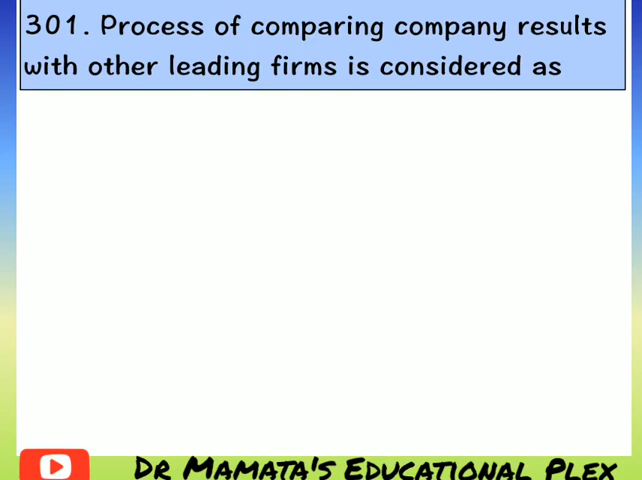 301. Process of comparing company results
with other leading firms is considered as
Dr Mamata's Educational Plex